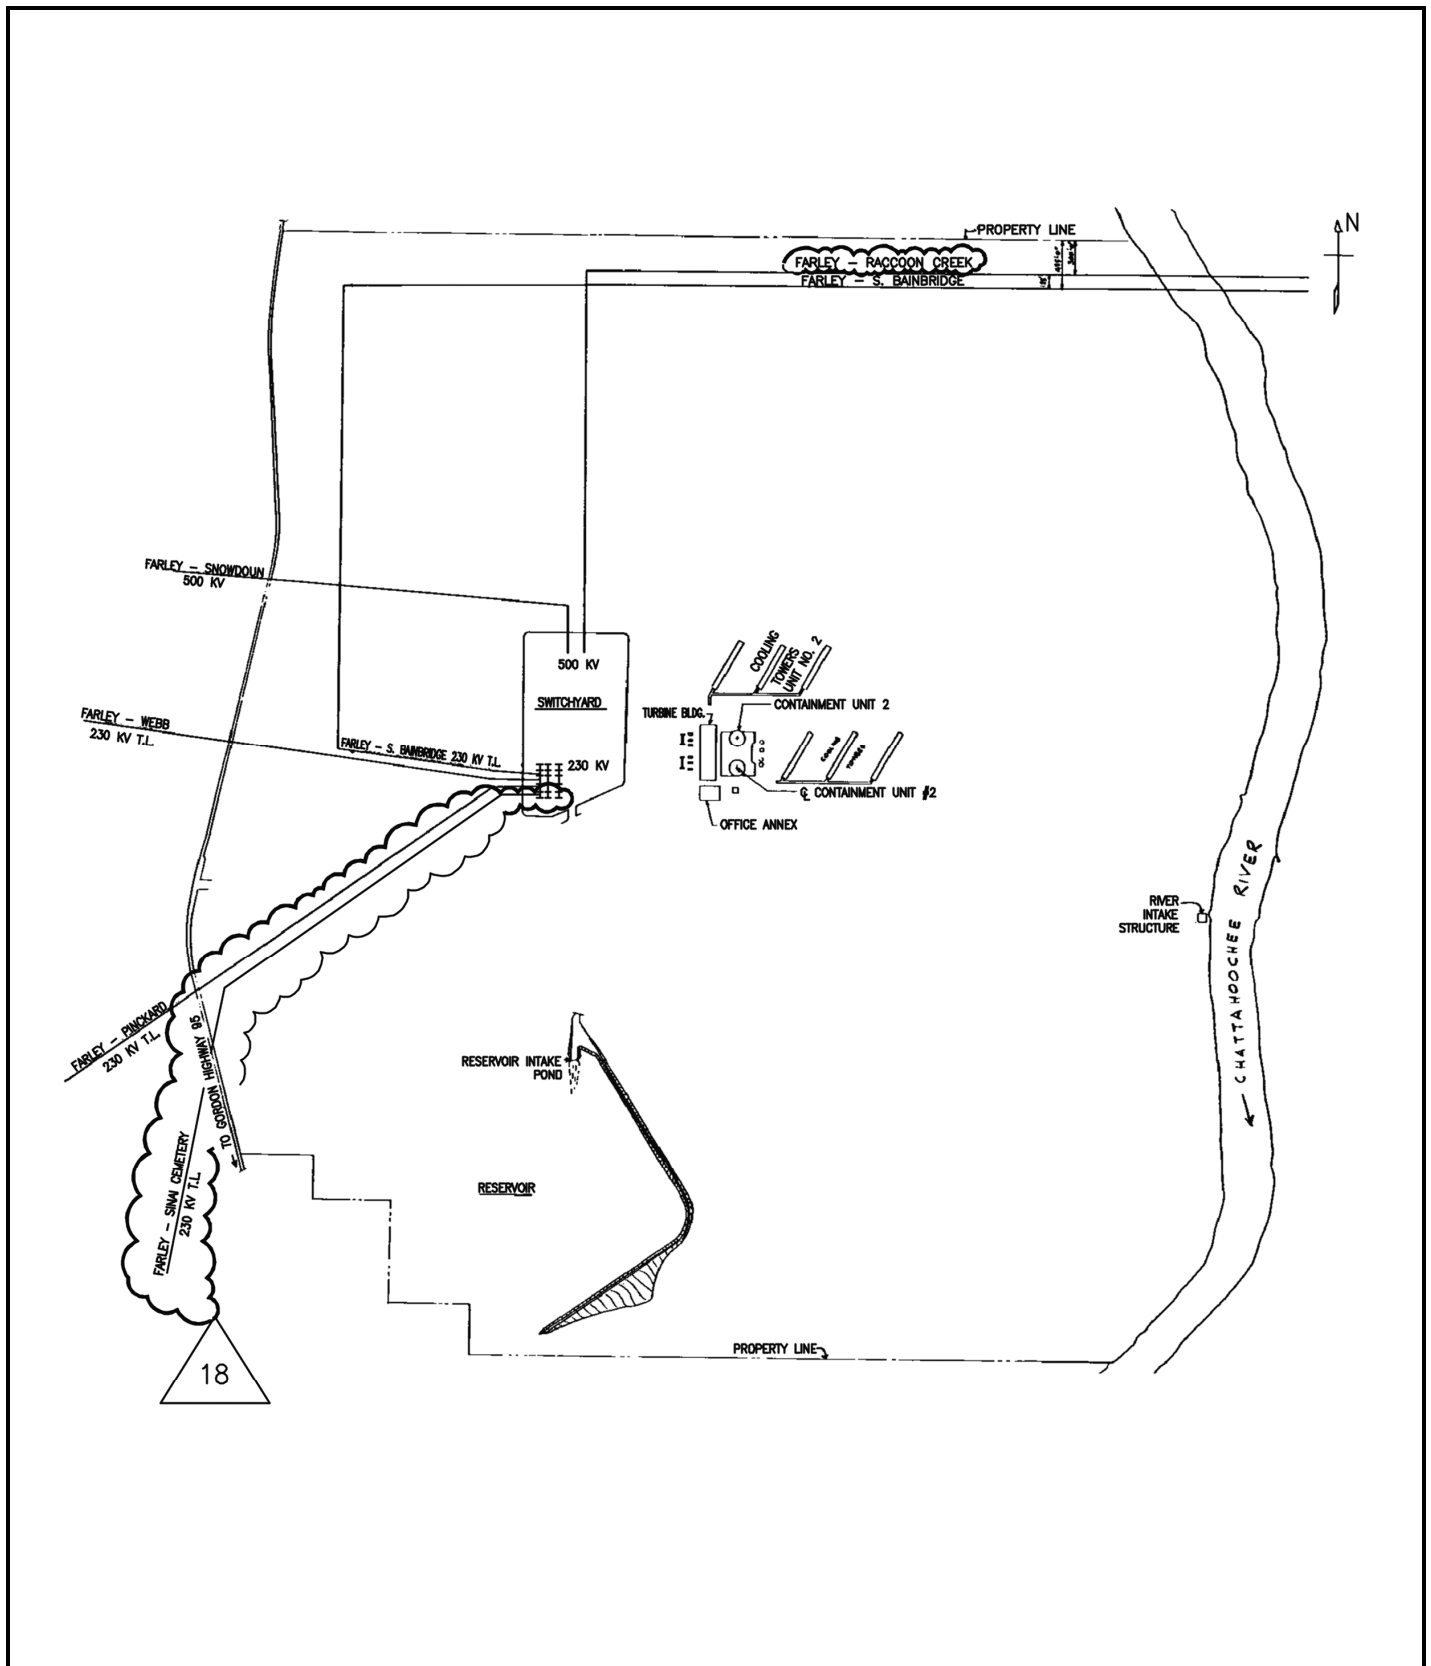 N
PROPERTY LINE
FARLEY – RACCOON CREEK
FARLEY – S. BAINBRIDGE
FARLEY – SNOWDOUN
500 KV
500 KV
SWITCHYARD
COOLING
TOWERS
UNIT NO. 2
CONTAINMENT UNIT 2
TURBINE BLDG.
FARLEY – WEBB
230 KV T.L.
FARLEY – S. BAINBRIDGE 230 KV T.L.
230 KV
COOLING
TOWERS
℄ CONTAINMENT UNIT #2
OFFICE ANNEX
RIVER
INTAKE
STRUCTURE
CHATTAHOOCHEE RIVER
FARLEY – PINCKARD
230 KV T.L.
TO GORDON HIGHWAY 95
RESERVOIR INTAKE
POND
FARLEY – SINAI CEMETERY
230 KV T.L.
RESERVOIR
PROPERTY LINE
18